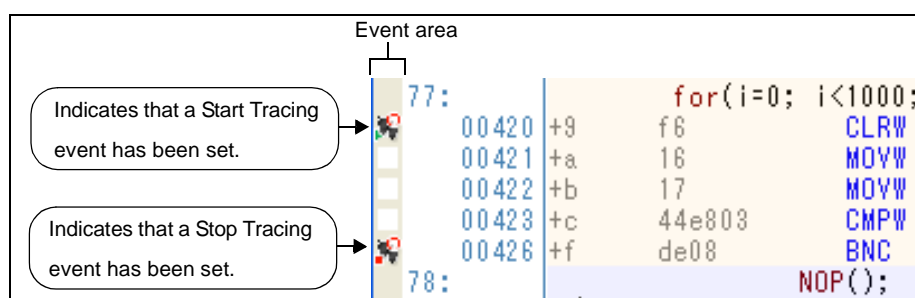 Event area
Indicates that a Start Tracing
event has been set.
Indicates that a Stop Tracing
event has been set.
77: for(i=0; i<1000;
00420 +9 f6 CLRW
00421 +a 16 MOVW
00422 +b 17 MOVW
00423 +c 44e803 CMPW
00426 +f de08 BNC
78: NOP();